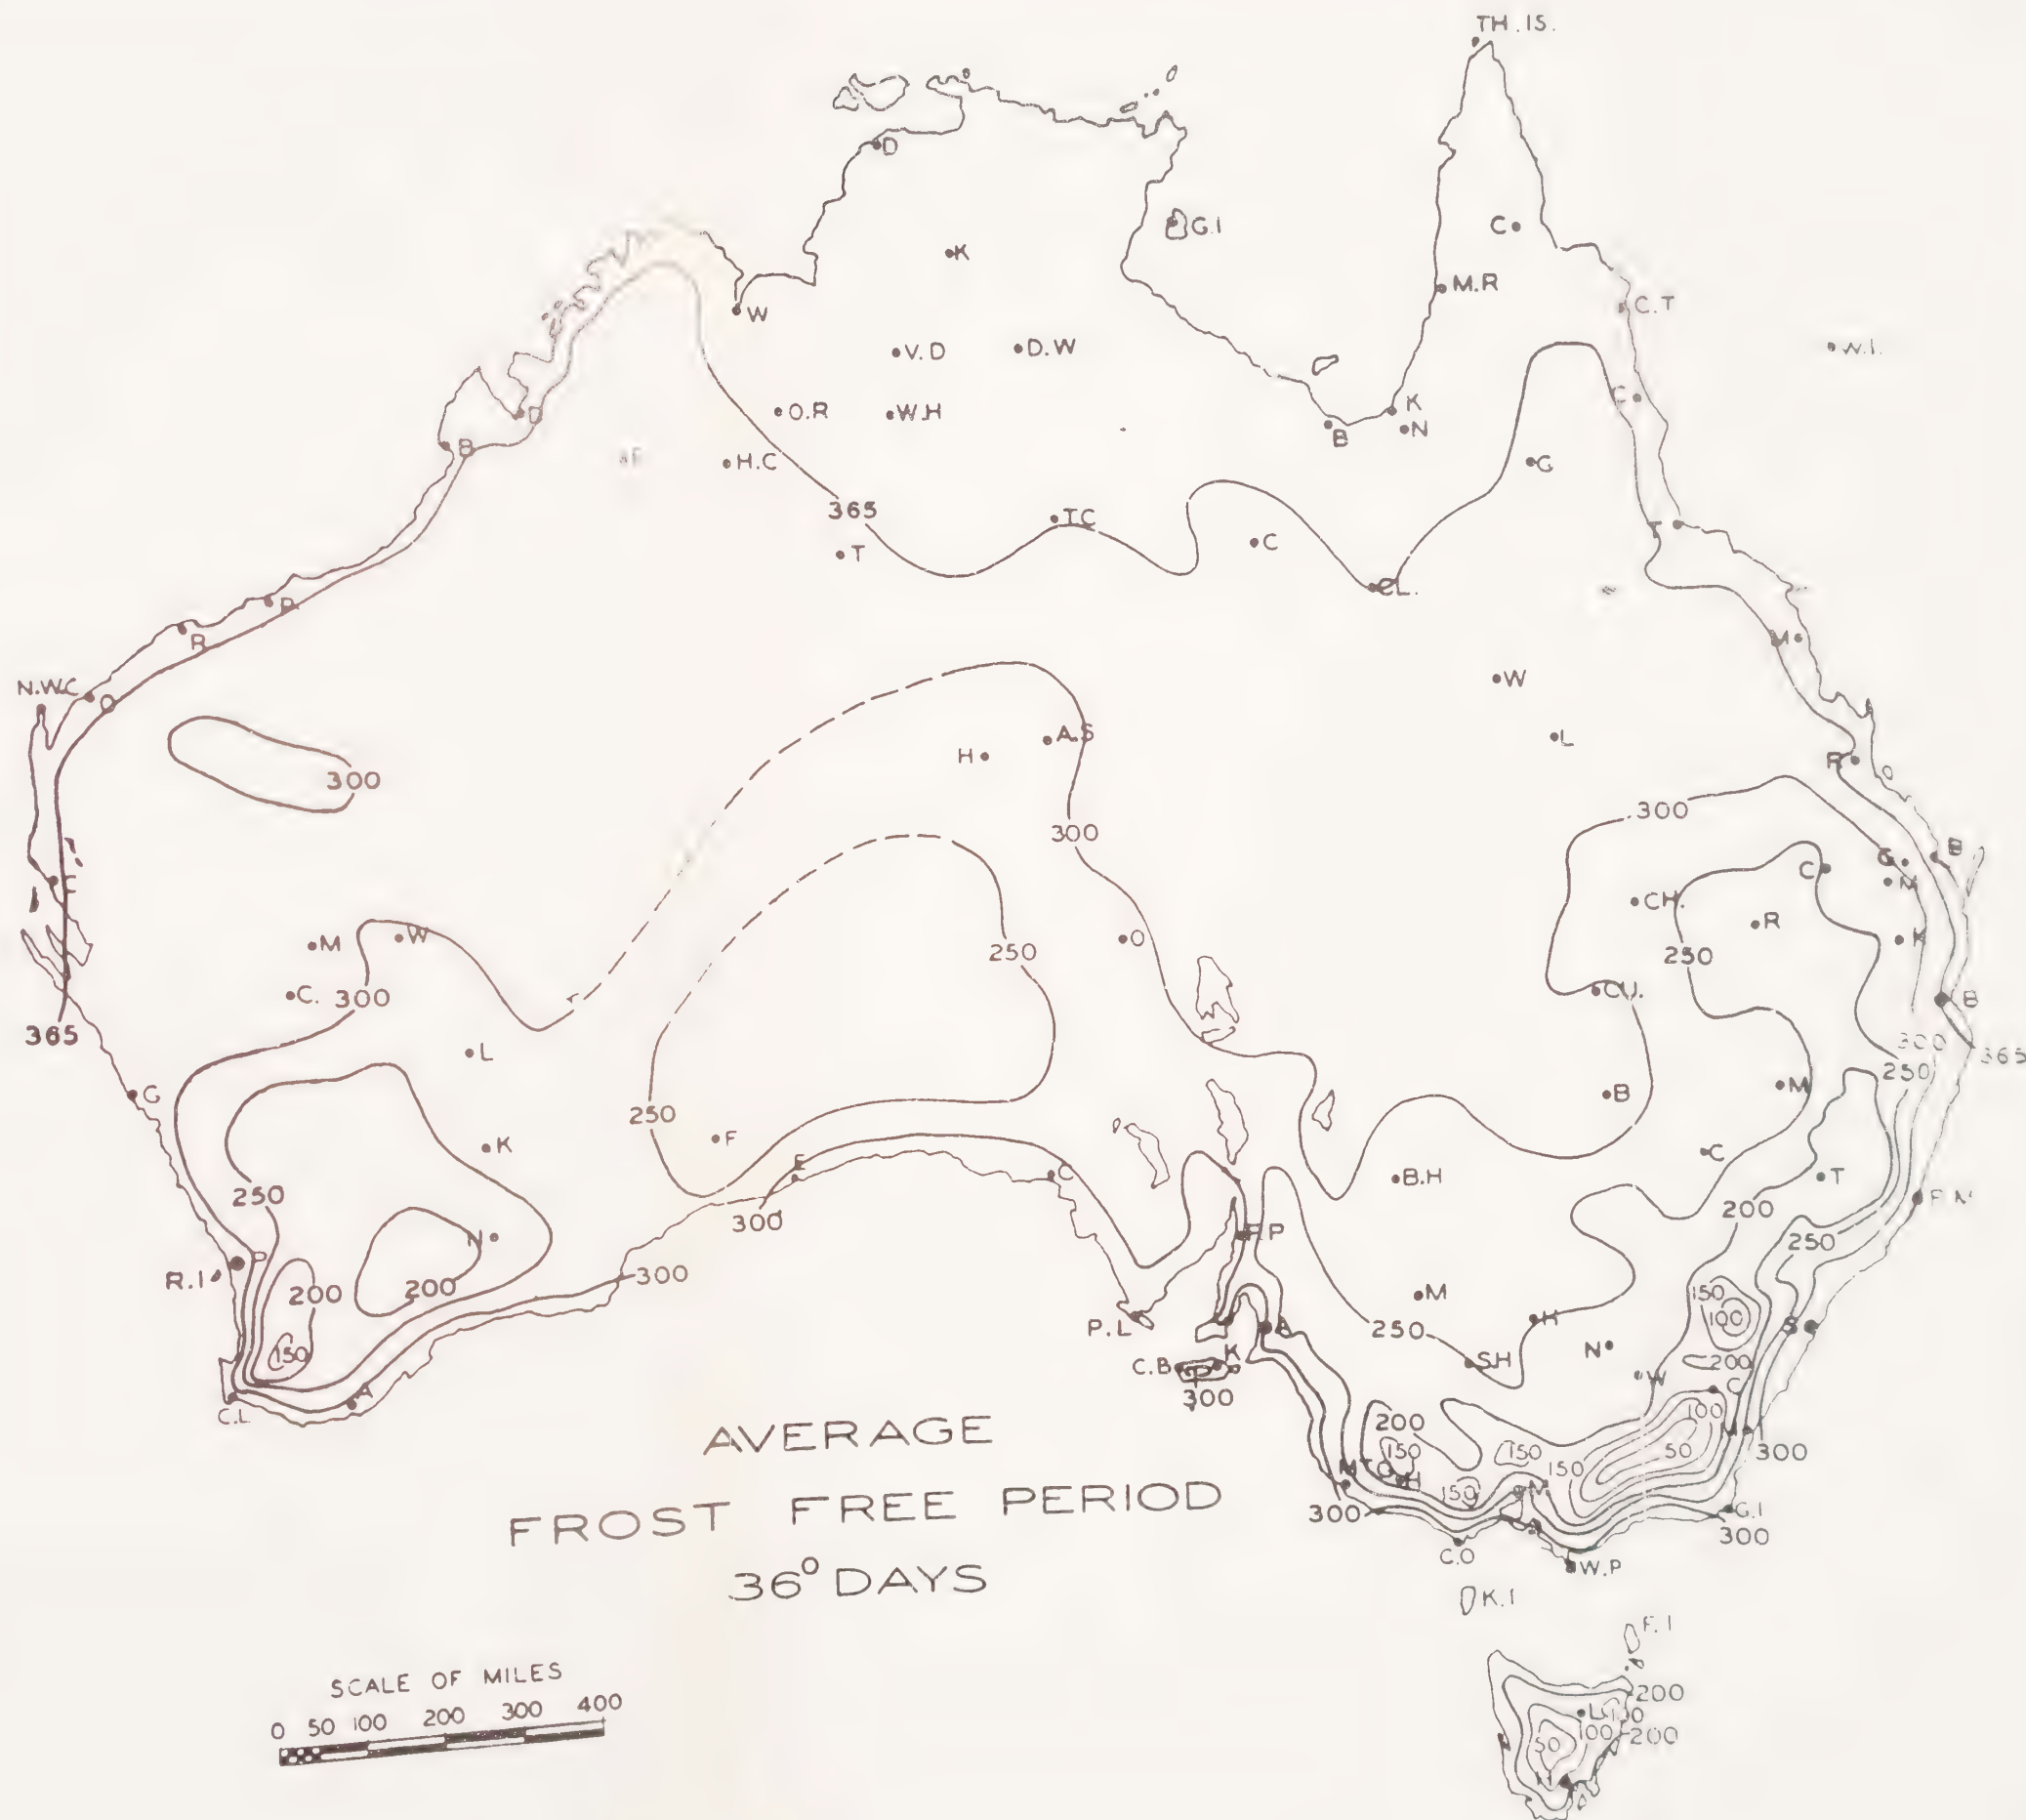 TH. IS.
D
G.I
C
K
M.R
W
C.T
V.D
D.W
W.I.
O.R
W.H
K
N
B
D
B
H.C
G
365
T.C
T
C
CL.
P
R
M
N.W.C
O
W
A.S
H
L
300
R
300
300
C
B
G
M
CH.
R
M
W
O
250
250
K
C.
300
CU.
B
365
L
300
365
250
G
B
M
250
K
F
C
T
E
C
B.H
250
200
300
P.P
250
N
P
R.I
200
300
200
M
150
100
P.L
250
H
S
150
C.B
K
S.H
N
200
300
W
C
C.L
A
200
100
AVERAGE
150
150
50
M
300
MT.G
H
150
150
M
FROST FREE PERIOD
300
G.I
300
C.O
W.P
36° DAYS
K.I
F.I
SCALE OF MILES
0 50 100 200 300 400
200
L
100
200
50